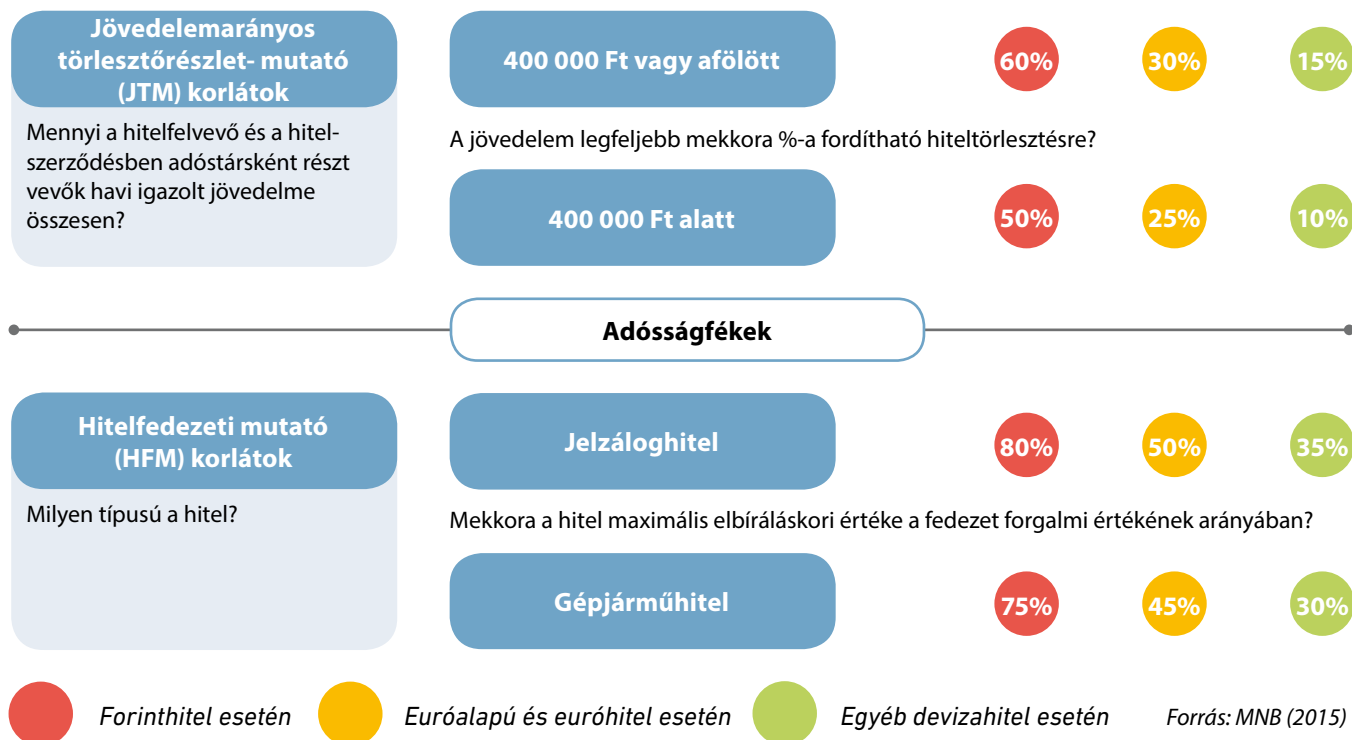 Jövedelemarányos
törlesztőrészlet- mutató
(JTM) korlátok
Mennyi a hitelfelvevő és a hitel-
szerződésben adóstársként részt
vevők havi igazolt jövedelme
összesen?
400 000 Ft vagy afölött
60%
30%
15%
A jövedelem legfeljebb mekkora %-a fordítható hiteltörlesztésre?
400 000 Ft alatt
50%
25%
10%
Adósságfékek
Hitelfedezeti mutató
(HFM) korlátok
Milyen típusú a hitel?
Jelzáloghitel
80%
50%
35%
Mekkora a hitel maximális elbíráláskori értéke a fedezet forgalmi értékének arányában?
Gépjárműhitel
75%
45%
30%
Forinthitel esetén
Euróalapú és euróhitel esetén
Egyéb devizahitel esetén
Forrás: MNB (2015)